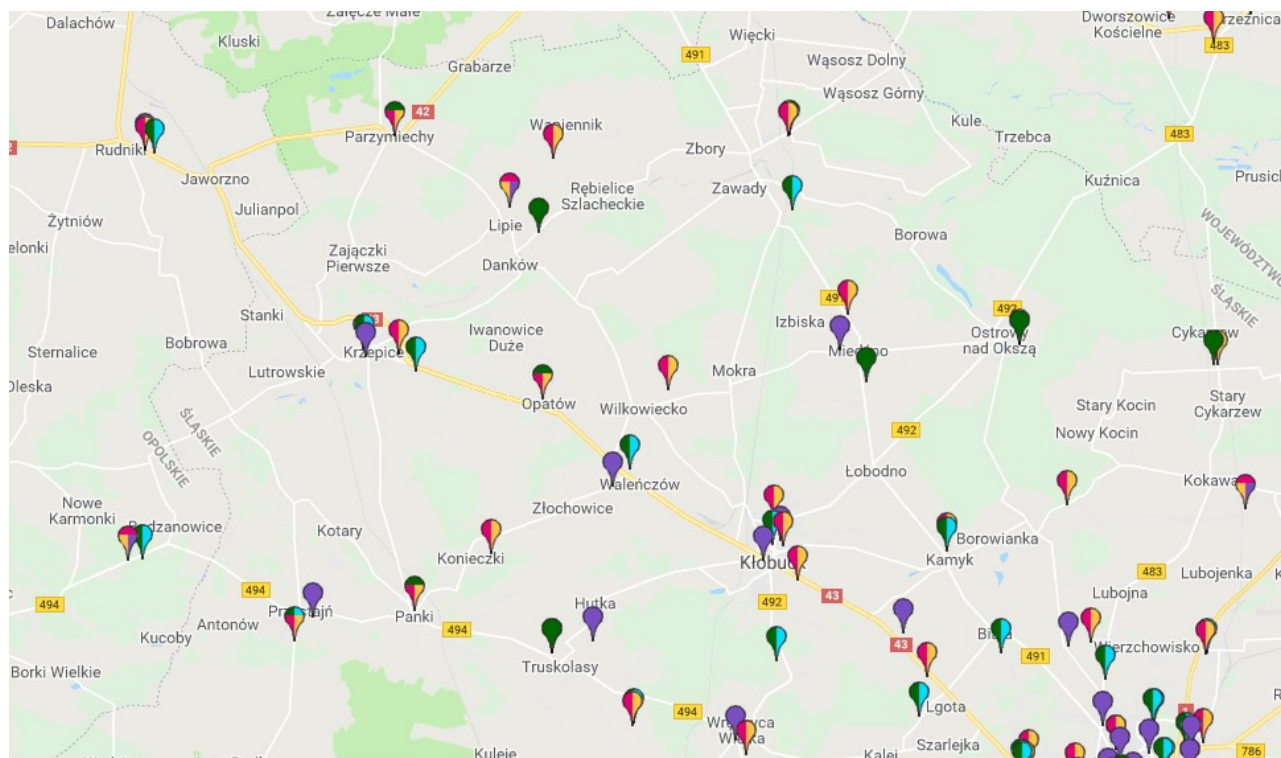 Dalachów
Załęcze Małe
Dworszowice
Kościelne
Kluski
Więcki
483
491
Wąsosz Dolny
Grabarze
Wąsosz Górny
42
Kule
Parzymiechy
Trzebca
483
Rudniki
Zbory
Jaworzno
Rębielice
Szlacheckie
Zawady
Kuźnica
Julianpol
Żytniów
Lipie
Borowa
WOJEWÓDZTWO
ŚLĄSKIE
Zajączki
Pierwsze
Danków
Stanki
Izbiska
492
Iwanowice
Duże
Ostrowy
nad Okszą
Bobrowa
Krzepice
Sternalice
Lutrowskie
Mokra
Opatów
Wilkowiecko
Stary Kocin
Stary
Cykarzew
ŚLĄSKIE
OPOLSKIE
492
Nowy Kocin
Łobodno
Waleńczów
Nowe
Karmonki
Złochowice
Kotary
Borowianka
Konieczki
Kamyk
Kłobuck
483
Lubojenka
494
494
Lubojna
43
492
Hutka
Panki
494
Antonów
Kucoby
43
491
Wierzchowisko
Truskolasy
Borki Wielkie
Lgota
494
Kuleje
Kalej
Szarlejka
786